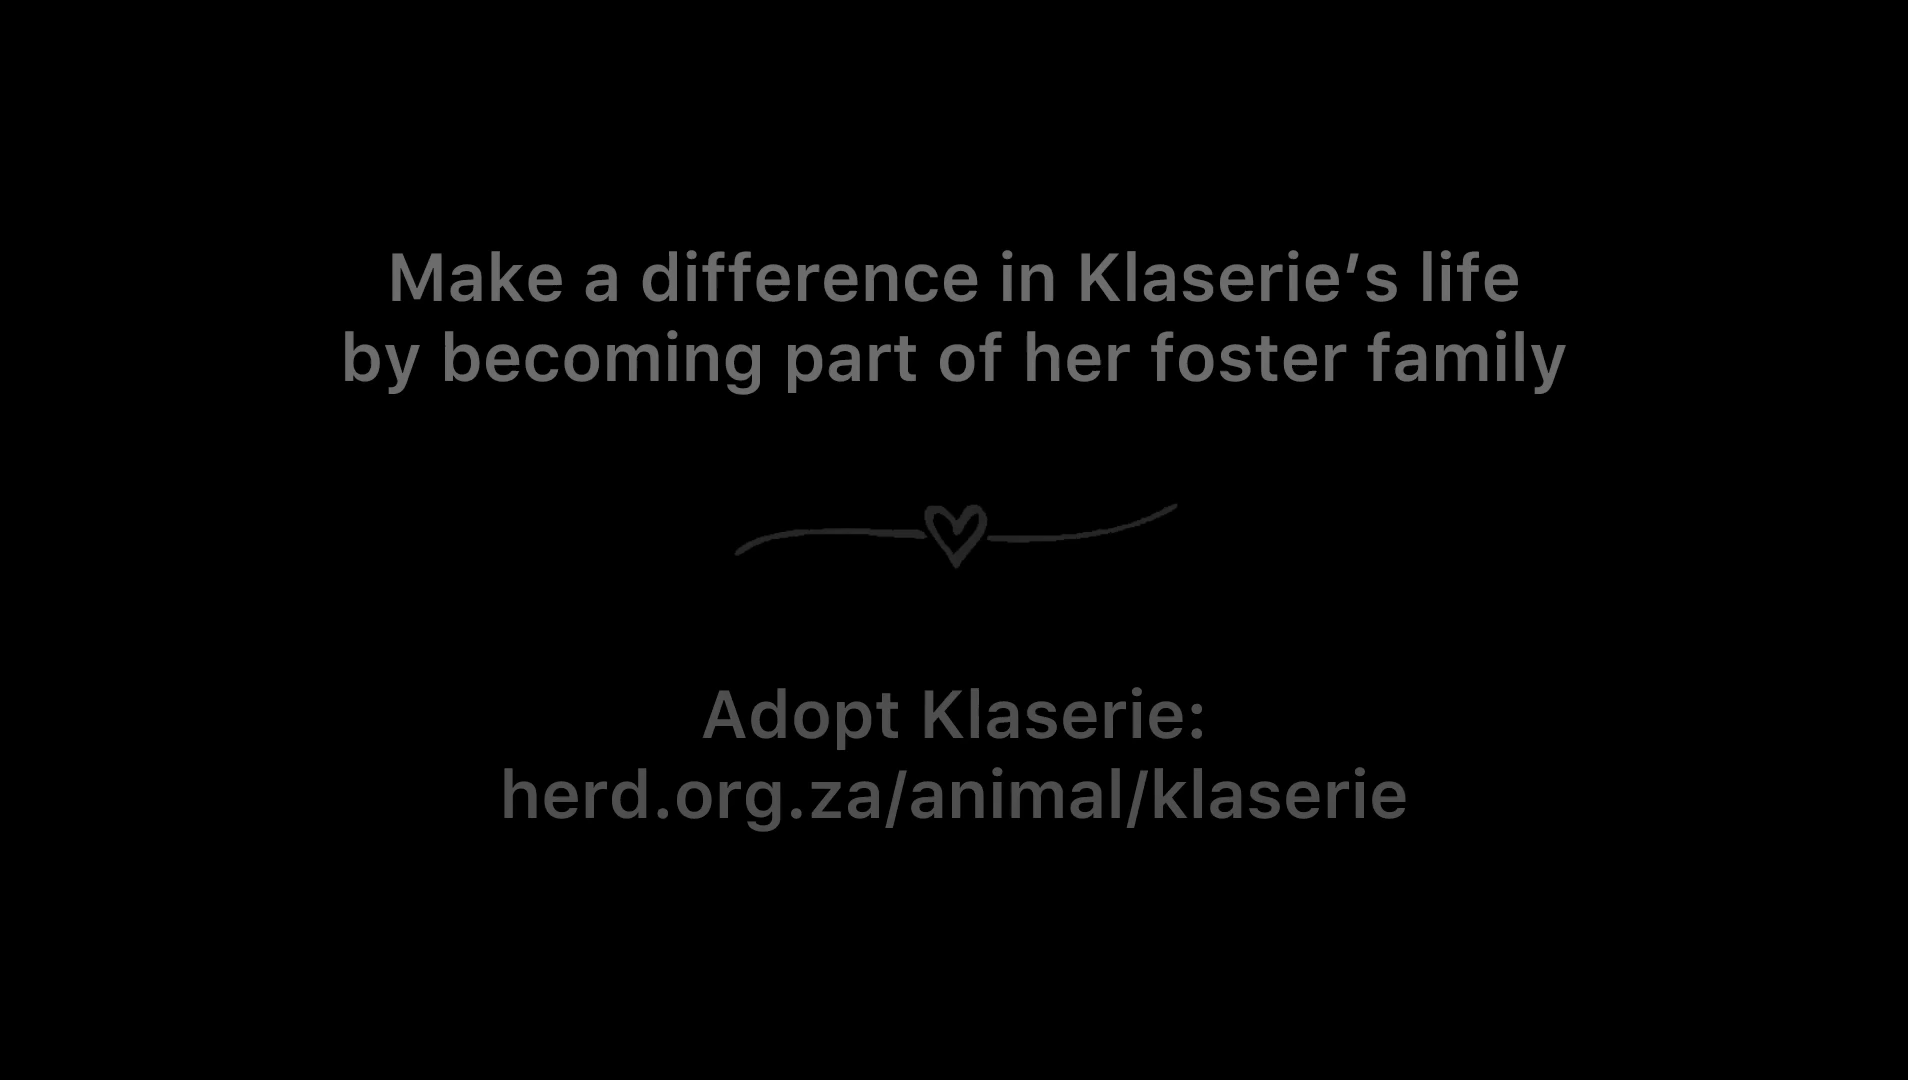 Make a difference in Klaserie’s life
by becoming part of her foster family
Adopt Klaserie:
herd.org.za/animal/klaserie